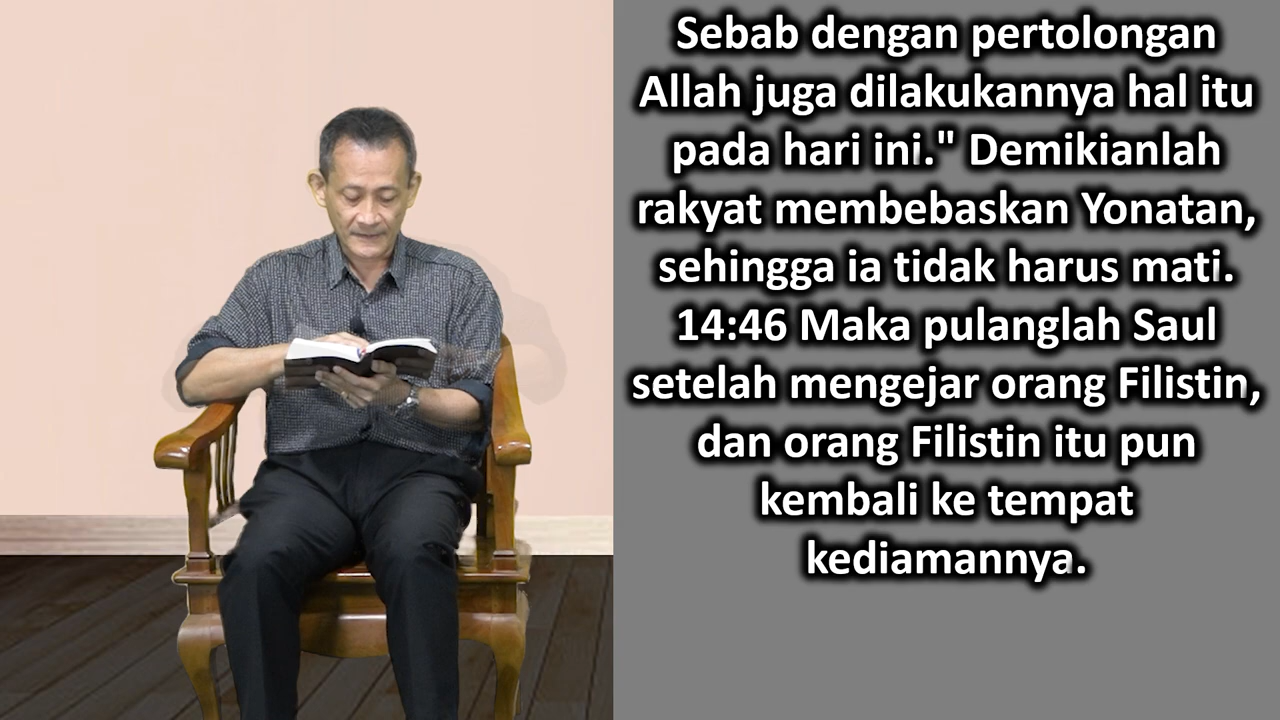 Sebab dengan pertolongan
Allah juga dilakukannya hal itu
pada hari ini." Demikianlah
rakyat membebaskan Yonatan,
sehingga ia tidak harus mati.
14:46 Maka pulanglah Saul
setelah mengejar orang Filistin,
dan orang Filistin itu pun
kembali ke tempat
kediamannya.